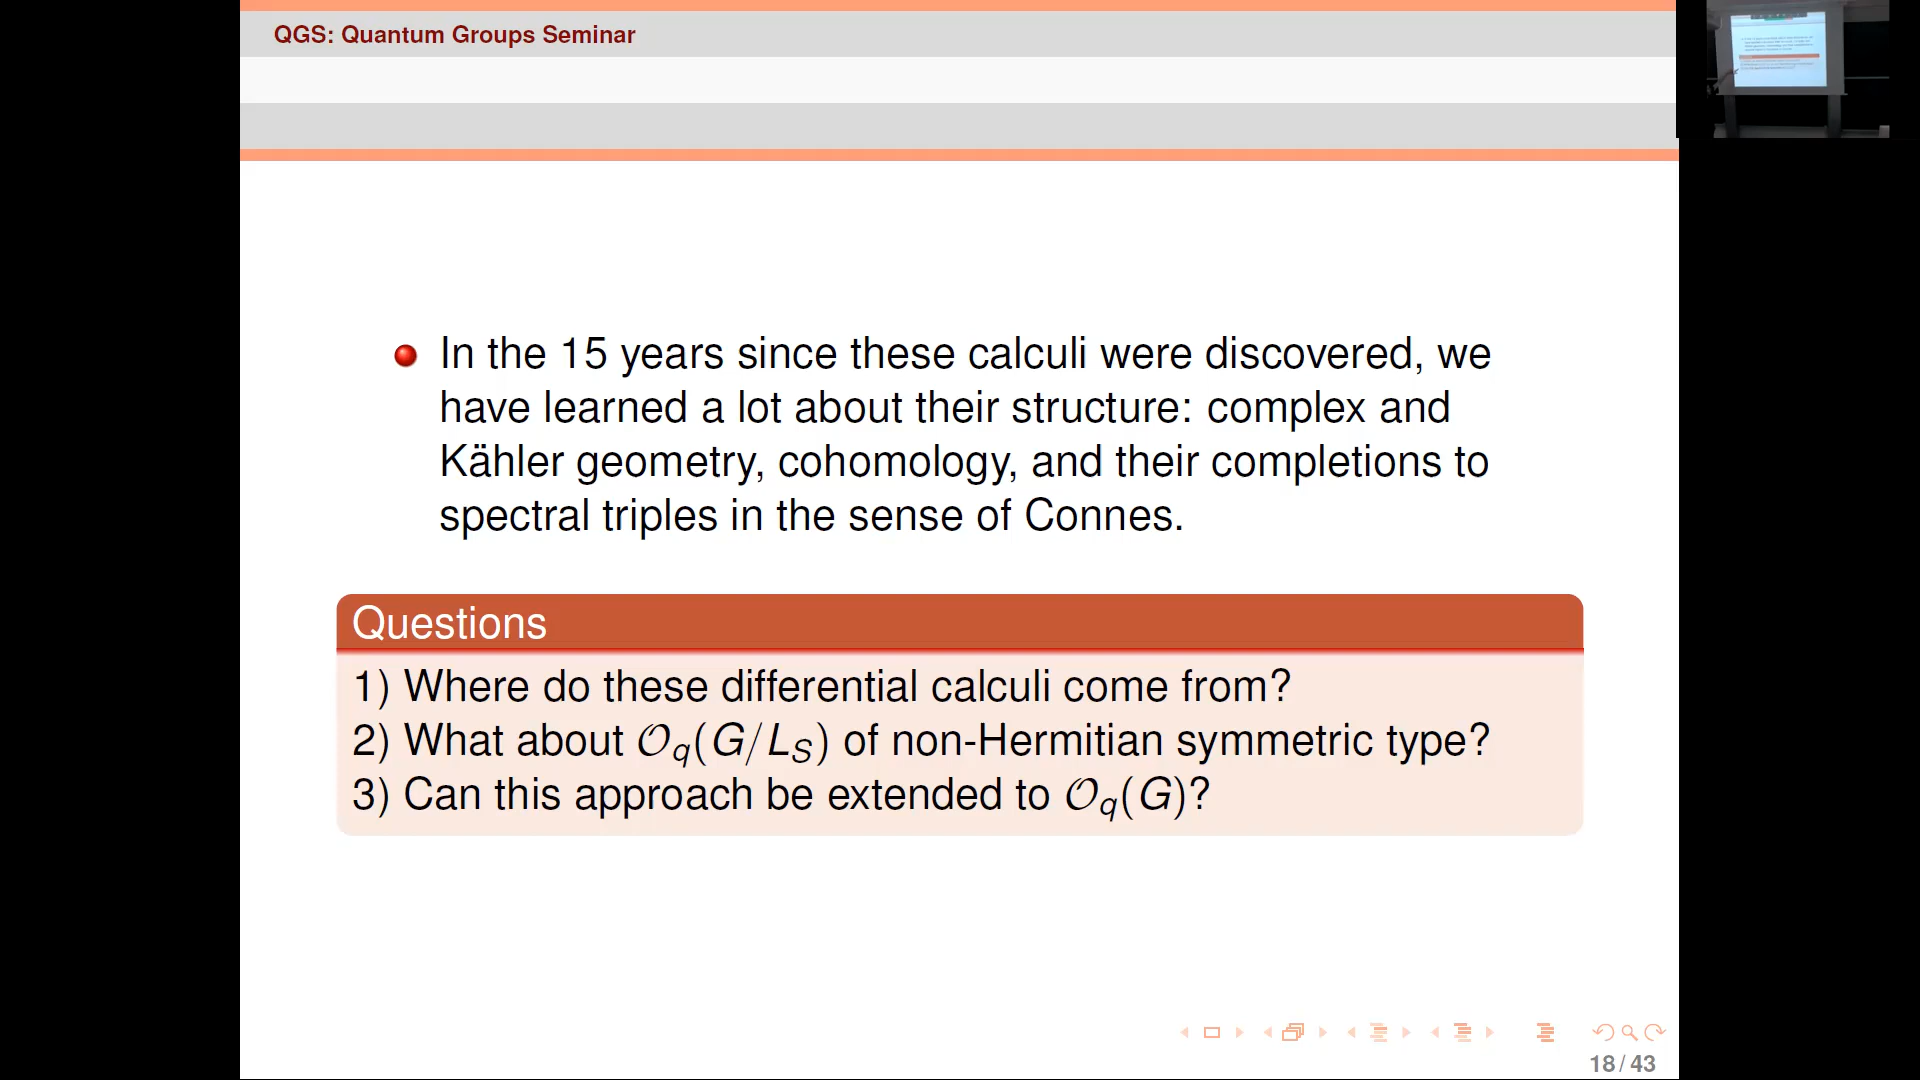 QGS: Quantum Groups Seminar
In the 15 years since these calculi were discovered, we
have learned a lot about their structure: complex and
Kähler geometry, cohomology, and their completions to
spectral triples in the sense of Connes.
Questions
1) Where do these differential calculi come from?
2) What about 𝒪_q(G/L_S) of non-Hermitian symmetric type?
3) Can this approach be extended to 𝒪_q(G)?
18 / 43